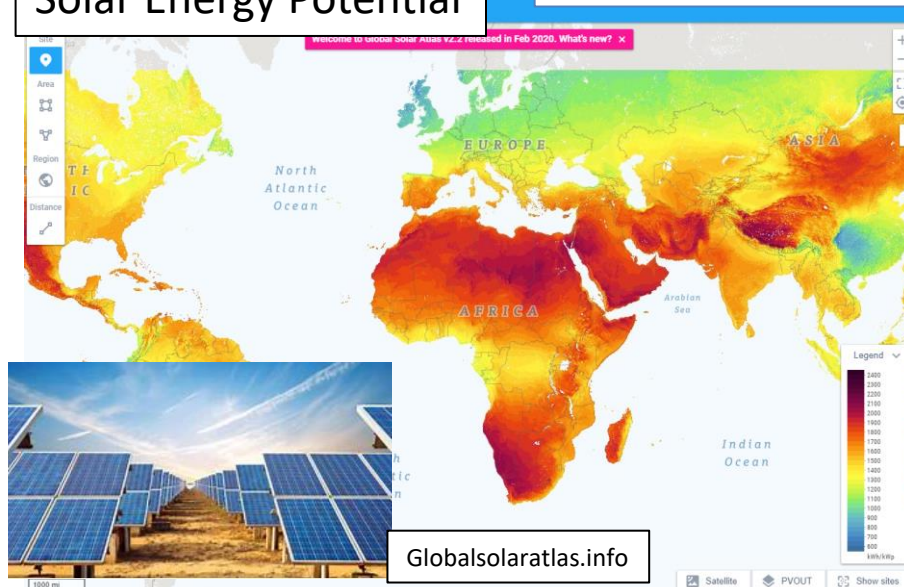 Solar Energy Potential
Welcome to Global Solar Atlas v2.2 released in Feb 2020. What's new? ×
Site
Area
Region
Distance
EUROPE
ASIA
North
Atlantic
Ocean
AFRICA
Arabian
Sea
Indian
Ocean
Legend
2400
2300
2200
2100
2000
1900
1800
1700
1600
1500
1400
1300
1200
1100
1000
900
800
700
600
kWh/kWp
Globalsolaratlas.info
1000 mi
Satellite
PVOUT
Show sites